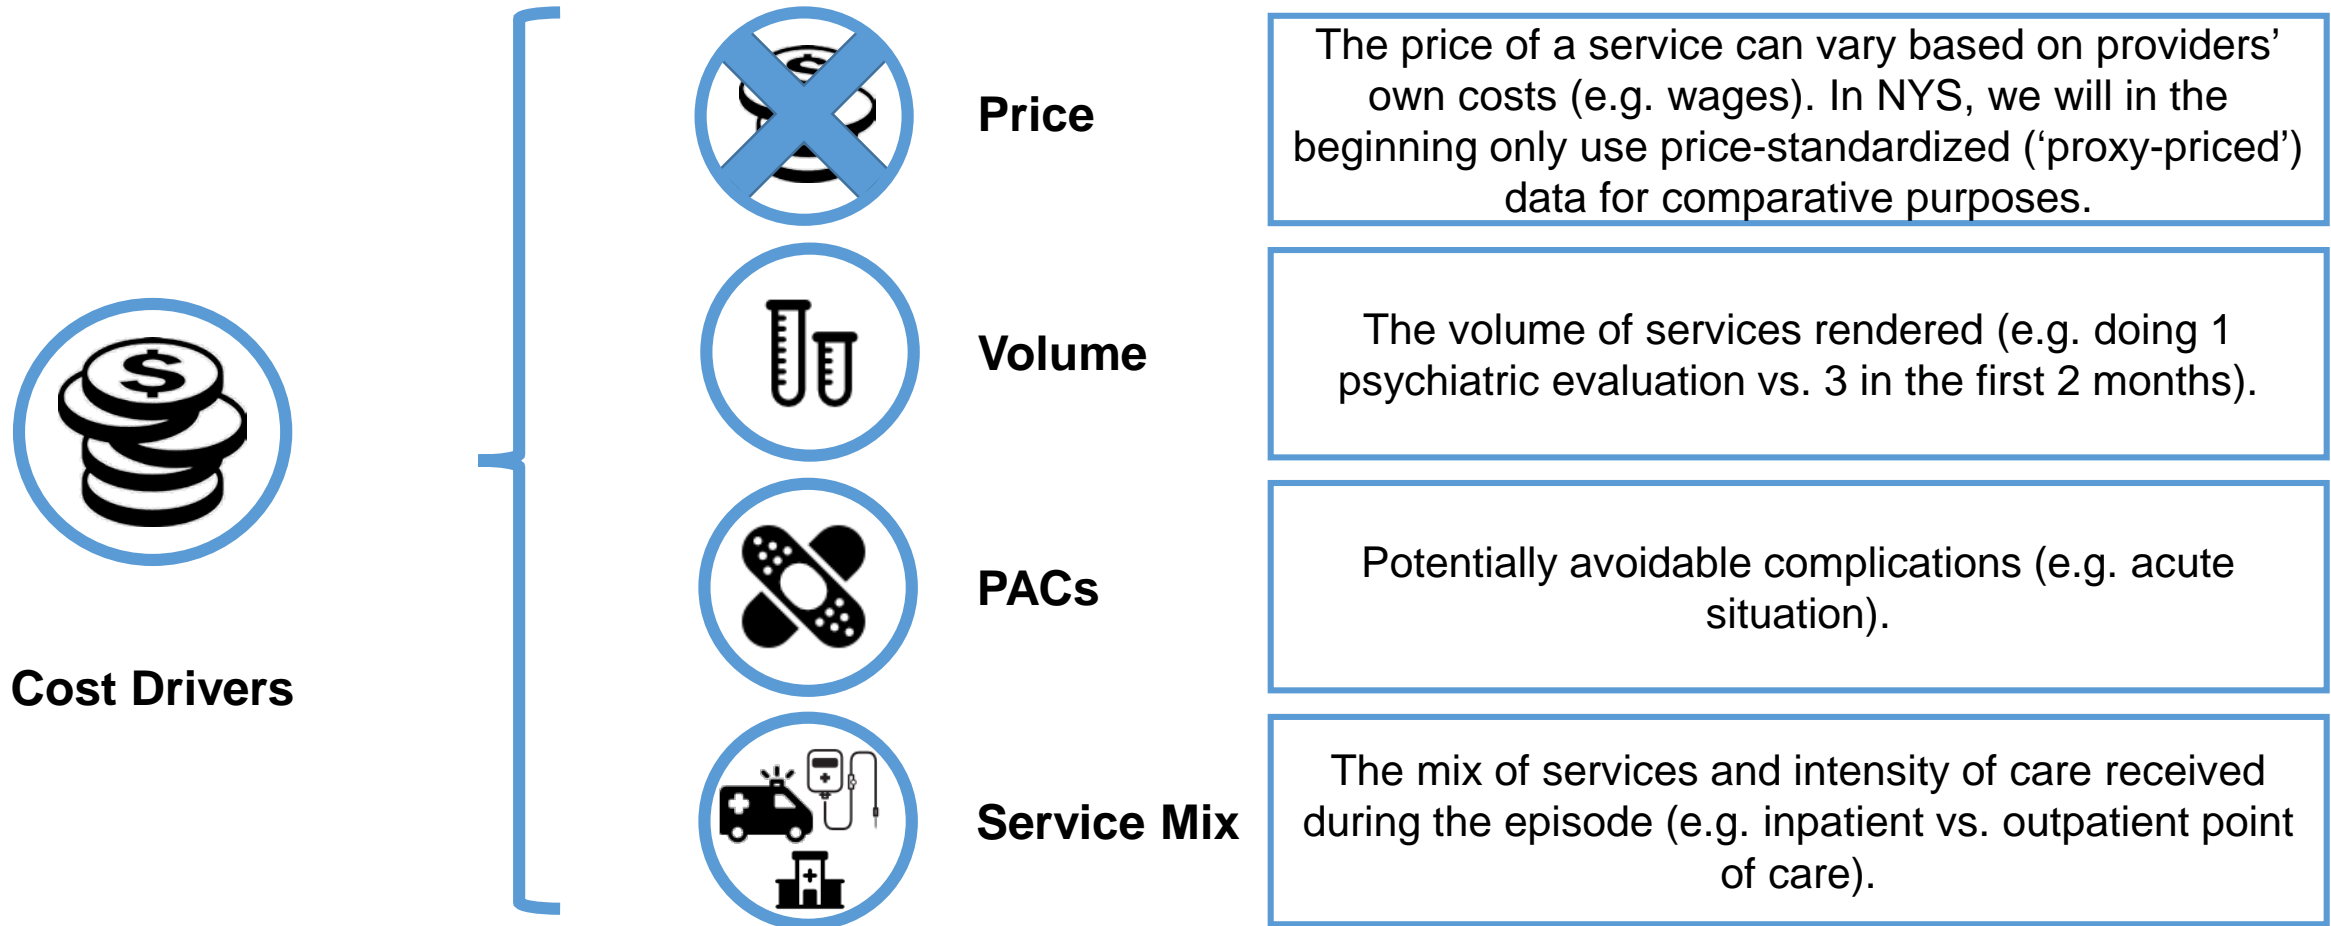 Price
The price of a service can vary based on providers’
own costs (e.g. wages). In NYS, we will in the
beginning only use price-standardized (‘proxy-priced’)
data for comparative purposes.
Volume
The volume of services rendered (e.g. doing 1
psychiatric evaluation vs. 3 in the first 2 months).
$
Cost Drivers
PACs
Potentially avoidable complications (e.g. acute
situation).
Service Mix
The mix of services and intensity of care received
during the episode (e.g. inpatient vs. outpatient point
of care).